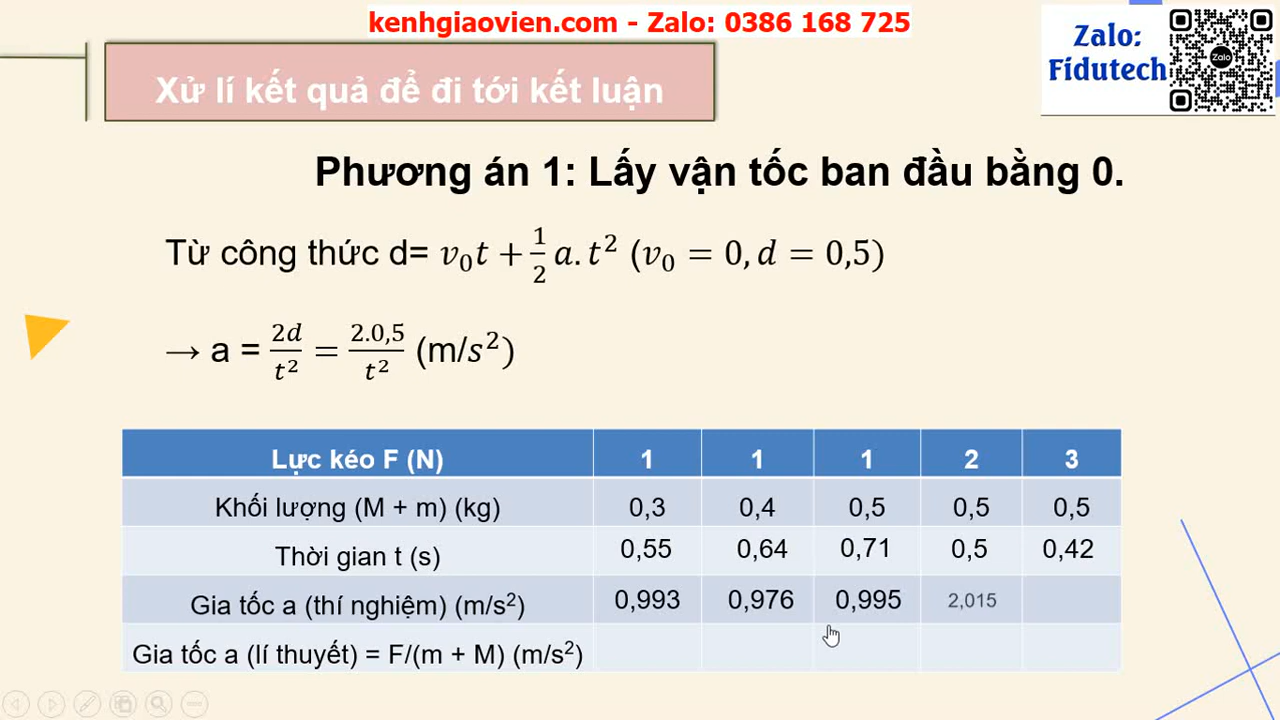 kenhgiaovien.com - Zalo: 0386 168 725
Zalo:
Fidutech
Zalo
Xử lí kết quả để đi tới kết luận
Phương án 1: Lấy vận tốc ban đầu bằng 0.
Từ công thức d= v₀t + 1/2 a. t² (v₀ = 0, d = 0,5)
→ a = 2d/t² = 2.0,5/t² (m/s²)
Lực kéo F (N) 1 1 1 2 3
Khối lượng (M + m) (kg) 0,3 0,4 0,5 0,5 0,5
Thời gian t (s) 0,55 0,64 0,71 0,5 0,42
Gia tốc a (thí nghiệm) (m/s²) 0,993 0,976 0,995 2,015
Gia tốc a (lí thuyết) = F/(m + M) (m/s²)